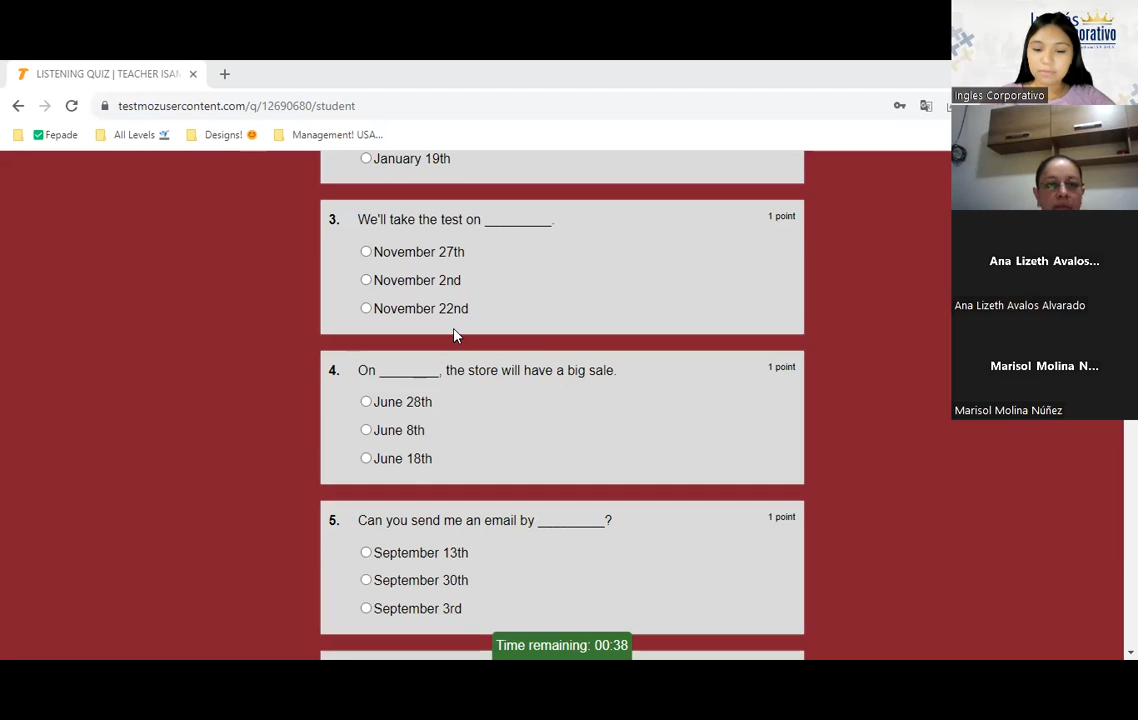 LISTENING QUIZ | TEACHER ISAN
testmozusercontent.com/q/12690680/student
Fepade
All Levels
Designs!
Management! USA...
January 19th
3. We'll take the test on _________. 1 point
November 27th
November 2nd
November 22nd
4. On ________, the store will have a big sale. 1 point
June 28th
June 8th
June 18th
5. Can you send me an email by _________? 1 point
September 13th
September 30th
September 3rd
Time remaining: 00:38
orativo
Ingles Corporativo
Ana Lizeth Avalos...
Ana Lizeth Avalos Alvarado
Marisol Molina N...
Marisol Molina Núñez